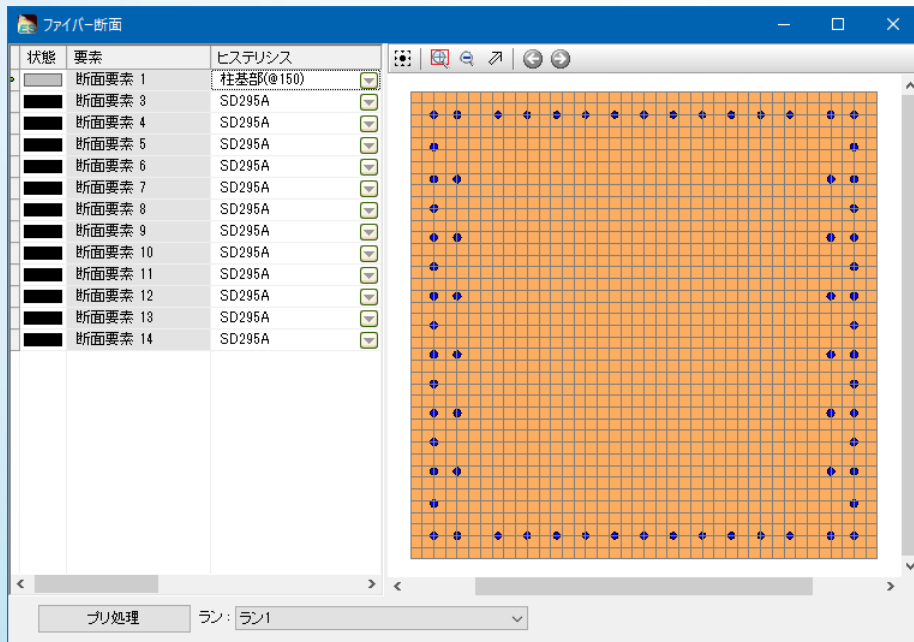 ファイバー断面
状態 要素 ヒステリシス
断面要素 1 柱基部(@150)
断面要素 3 SD295A
断面要素 4 SD295A
断面要素 5 SD295A
断面要素 6 SD295A
断面要素 7 SD295A
断面要素 8 SD295A
断面要素 9 SD295A
断面要素 10 SD295A
断面要素 11 SD295A
断面要素 12 SD295A
断面要素 13 SD295A
断面要素 14 SD295A
プリ処理 ラン: ラン1